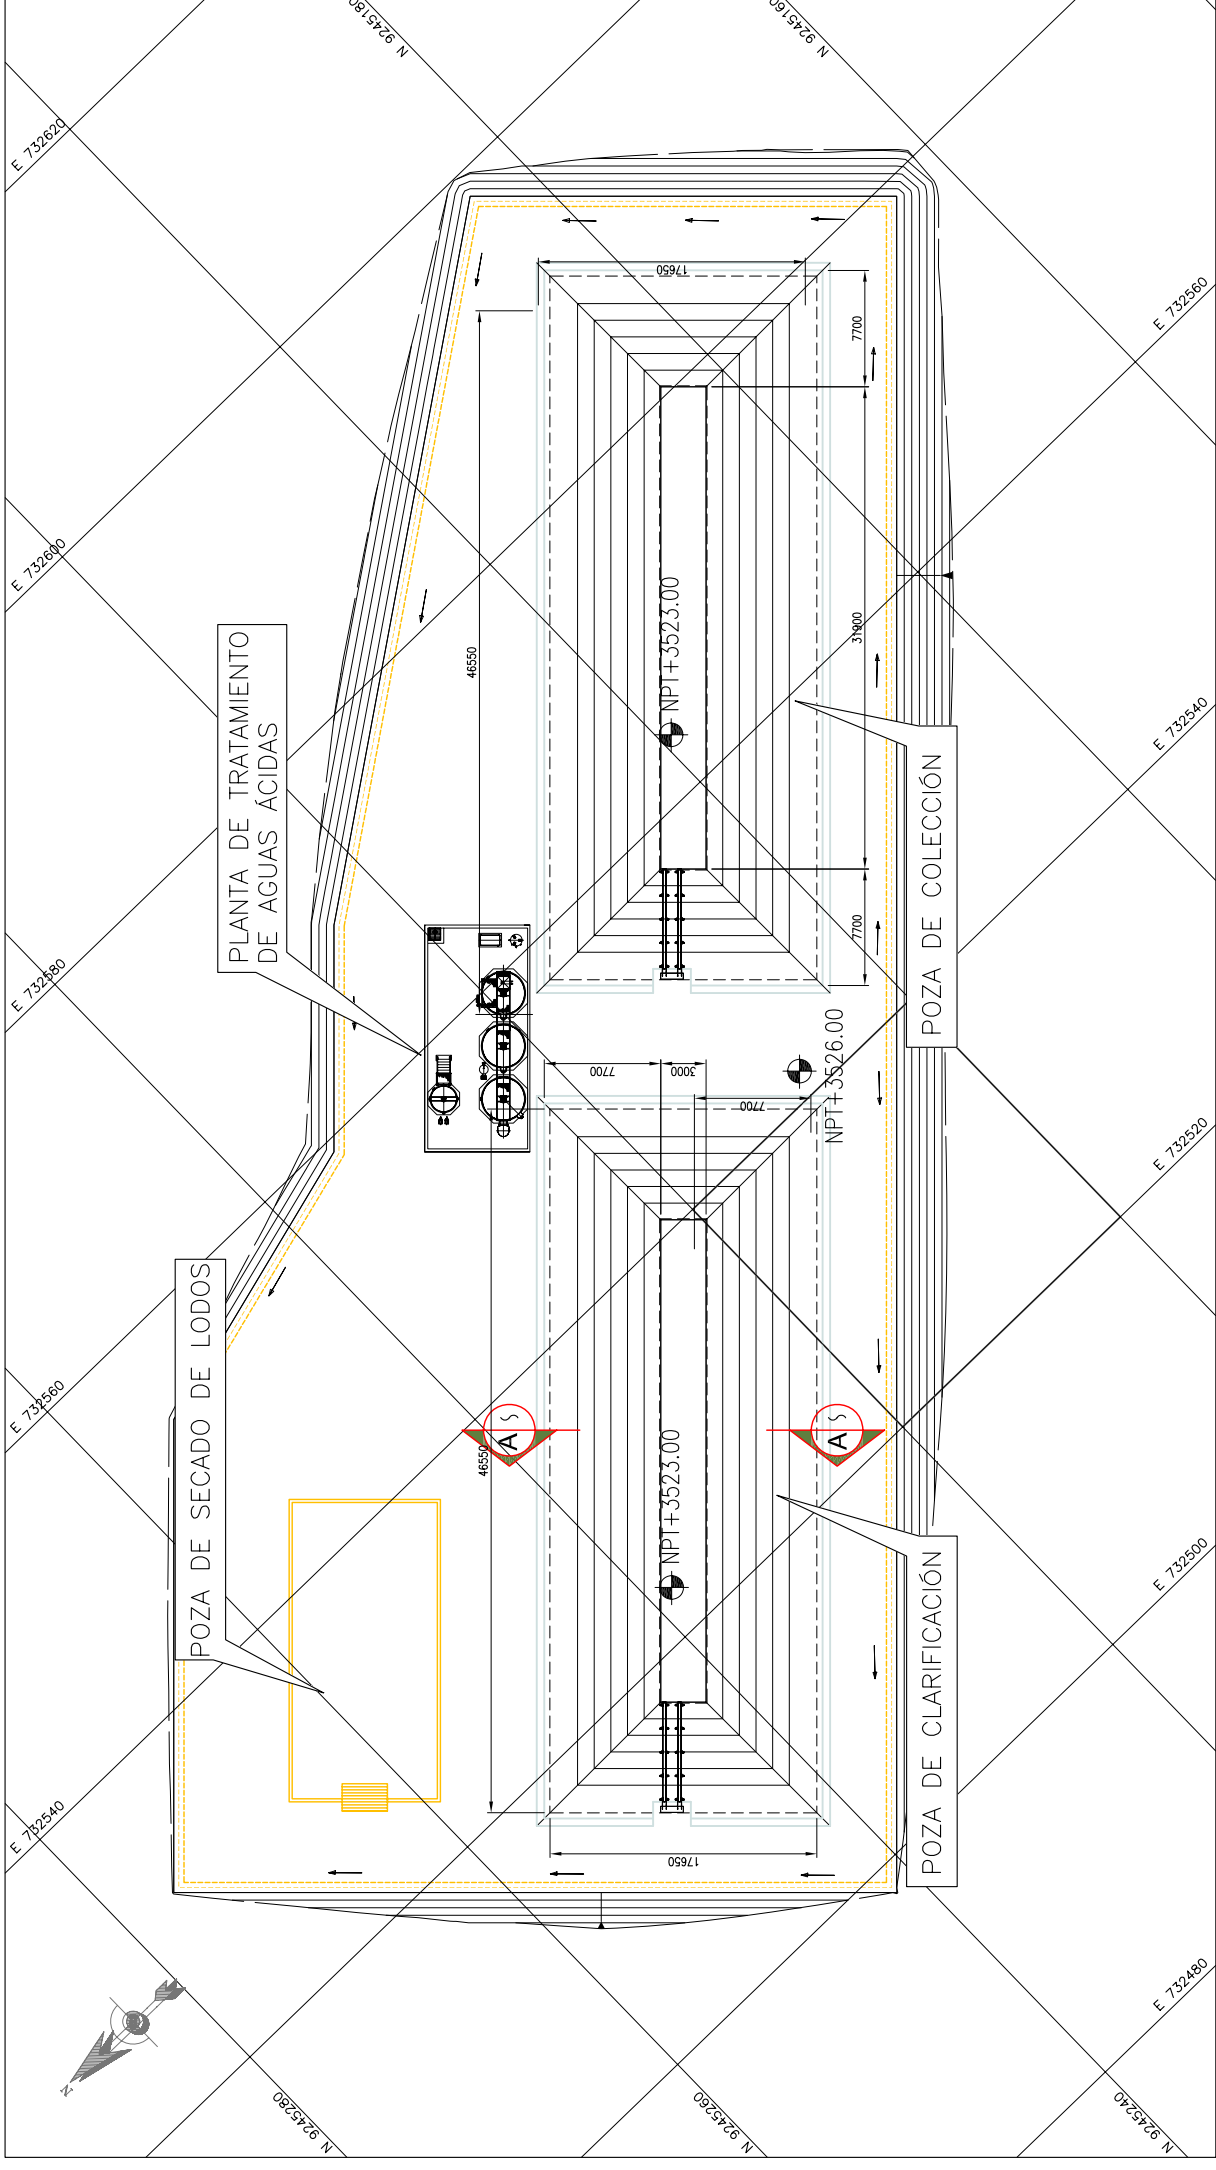 N 9245180
N 9245160
E 732620
E 732600
E 732580
E 732560
E 732540
E 732560
E 732540
E 732520
E 732500
E 732480
N 9245280
N 9245260
N 9245240
PLANTA DE TRATAMIENTO
DE AGUAS ÁCIDAS
POZA DE SECADO DE LODOS
POZA DE COLECCIÓN
POZA DE CLARIFICACIÓN
17650
7700
46550
NPT+3523.00
31900
7700
7700
3000
7700
NPT+3526.00
A
A
46550
NPT+3523.00
17650
N